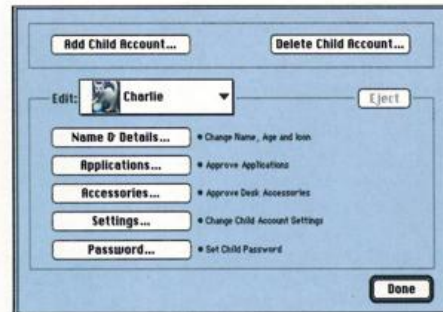 Add Child Account... Delete Child Account...
Edit: Charlie Eject
Name & Details... • Change Name, Age and Icon
Applications... • Approve Applications
Accessories... • Approve Desk Accessories
Settings... • Change Child Account Settings
Password... • Set Child Password
Done